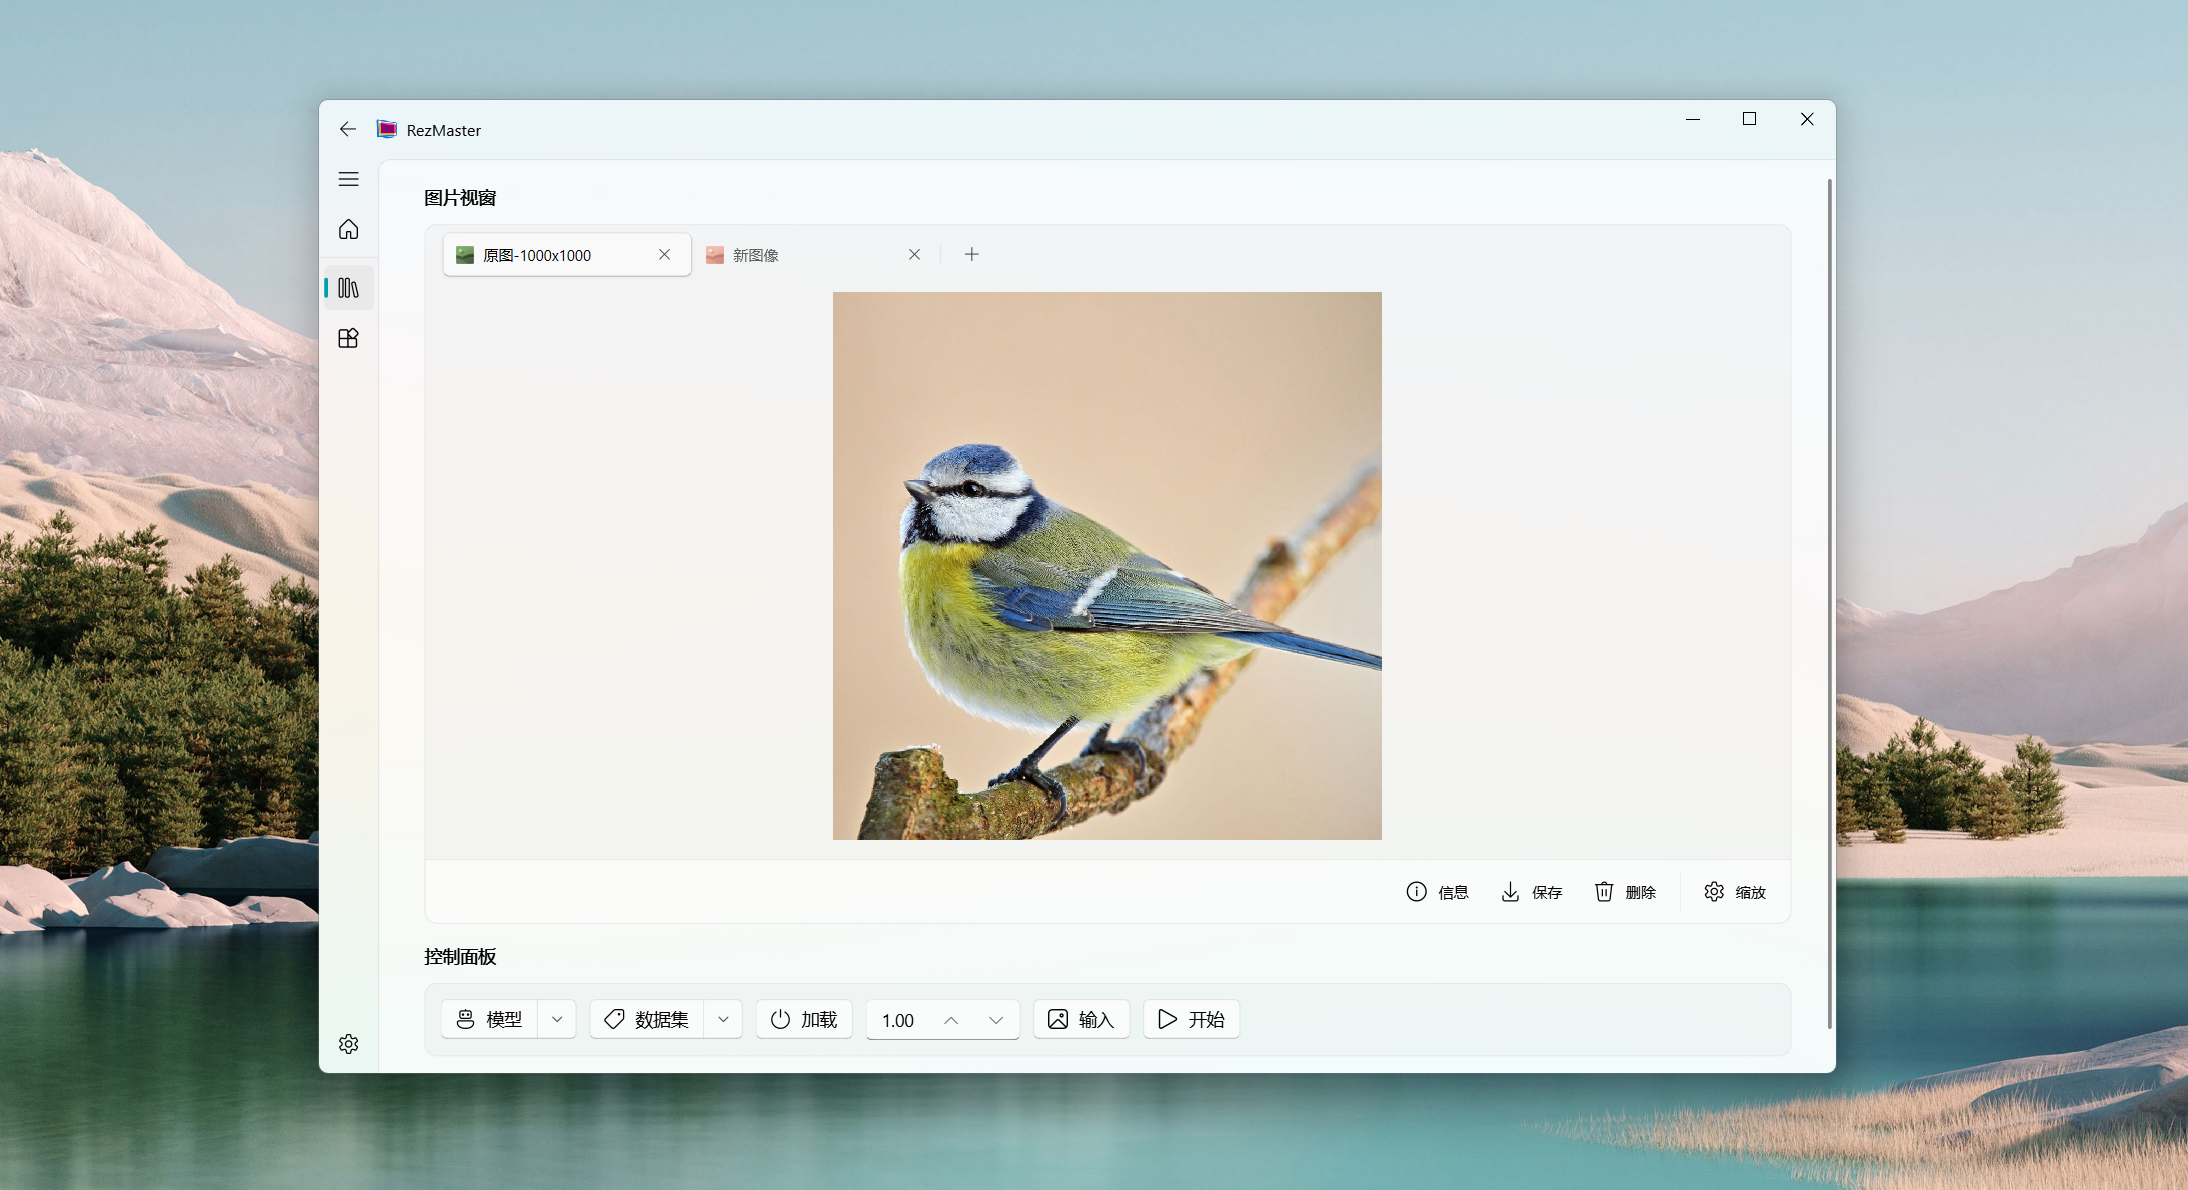 RezMaster
图片视窗
原图-1000x1000
新图像
信息
保存
删除
缩放
控制面板
模型
数据集
加载
1.00
输入
开始